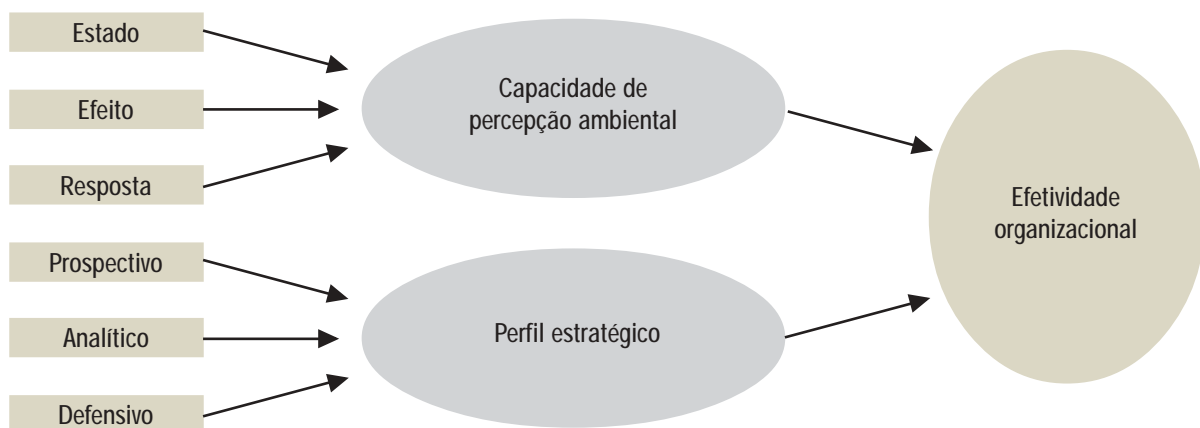 Estado
Efeito
Resposta
Prospectivo
Analítico
Defensivo
Capacidade de
percepção ambiental
Perfil estratégico
Efetividade
organizacional